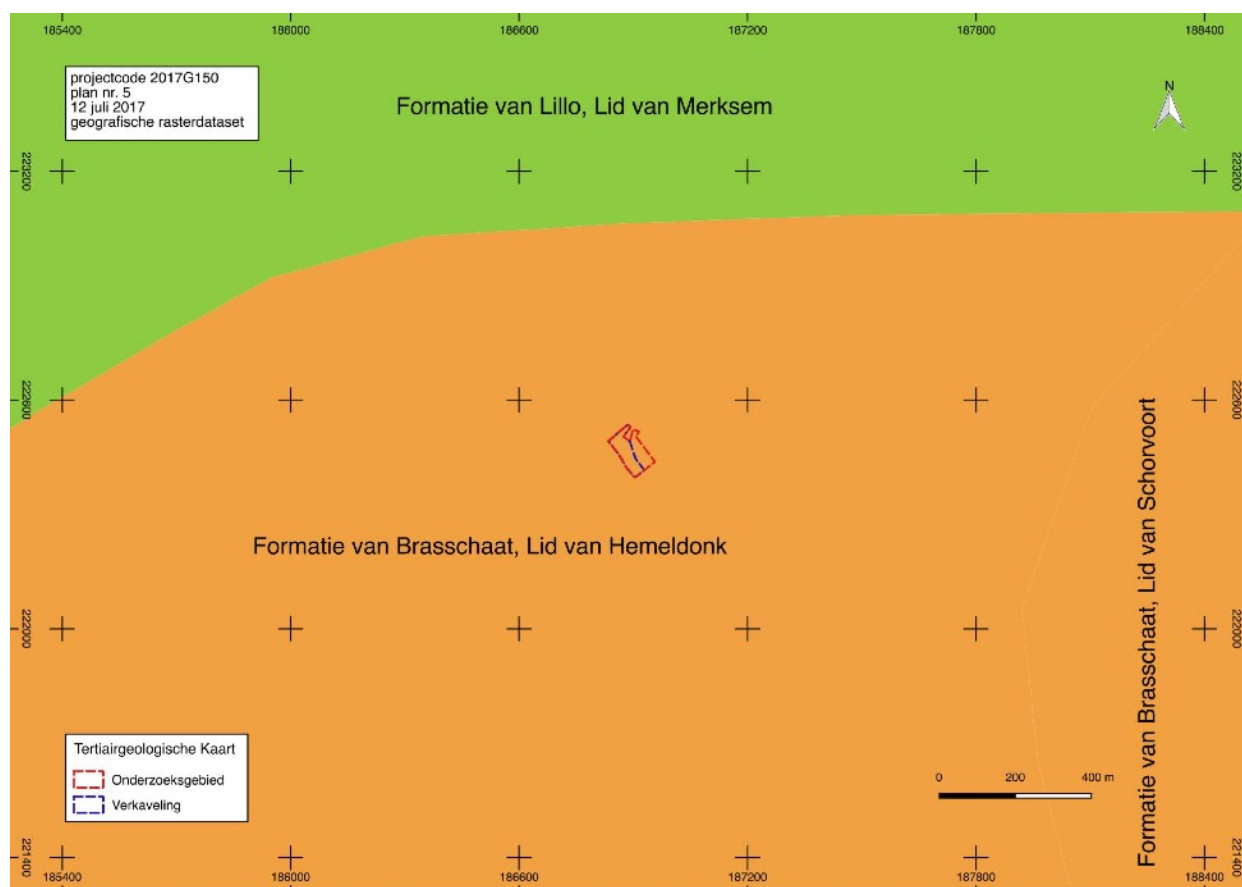 185400 186000 186600 187200 187800 188400
projectcode 2017G150
plan nr. 5
12 juli 2017
geografische rasterdataset
Formatie van Lillo, Lid van Merksem
N
223200 223200
222600 222600
Formatie van Brasschaat, Lid van Hemeldonk
Formatie van Brasschaat, Lid van Schorvoort
222000 222000
Tertiairgeologische Kaart
Onderzoeksgebied
Verkaveling
0 200 400 m
221400 221400
185400 186000 186600 187200 187800 188400